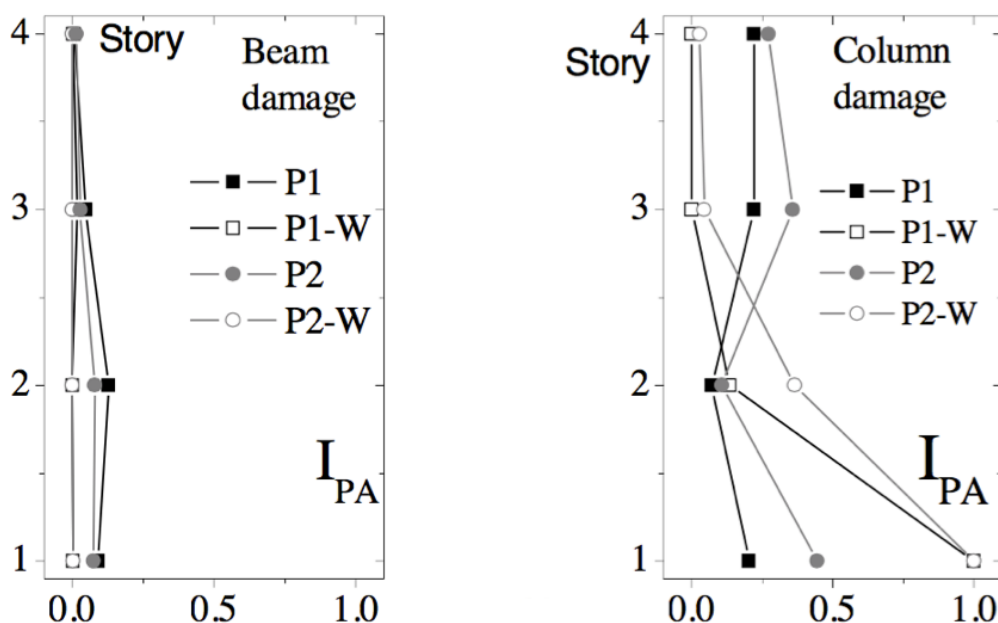 4
Story
Beam
damage
P1
3
P1-W
P2
P2-W
2
I
PA
1
0.0
0.5
1.0
4
Story
Column
damage
P1
3
P1-W
P2
P2-W
2
I
PA
1
0.0
0.5
1.0